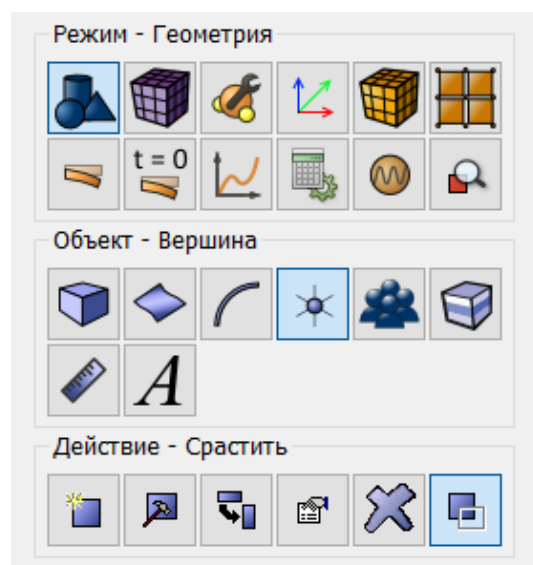 Режим - Геометрия
t = 0
Объект - Вершина
A
Действие - Срастить